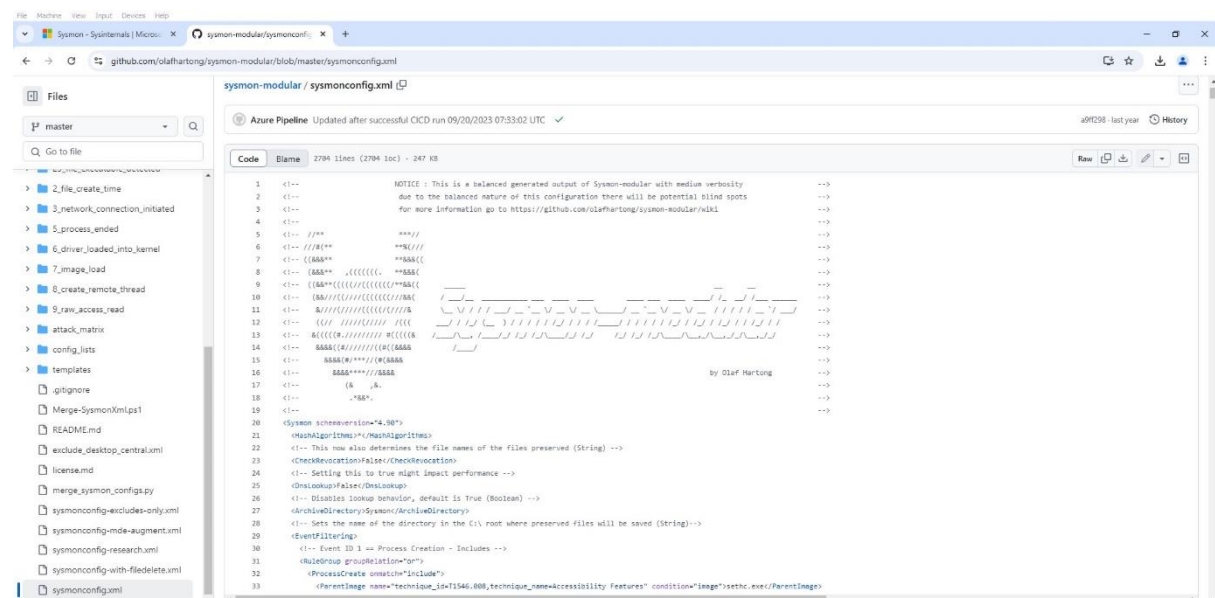 File Machine View Input Devices Help
Sysmon - Sysinternals | Microso
sysmon-modular/sysmonconfig
github.com/olafhartong/sysmon-modular/blob/master/sysmonconfig.xml
Files
master
Go to file
2_file_create_time
3_network_connection_initiated
5_process_ended
6_driver_loaded_into_kernel
7_image_load
8_create_remote_thread
9_raw_access_read
attack_matrix
config_lists
templates
.gitignore
Merge-SysmonXml.ps1
README.md
exclude_desktop_central.xml
license.md
merge_sysmon_configs.py
sysmonconfig-excludes-only.xml
sysmonconfig-mde-augment.xml
sysmonconfig-research.xml
sysmonconfig-with-filedelete.xml
sysmonconfig.xml
sysmon-modular / sysmonconfig.xml
Azure Pipeline Updated after successful CICD run 09/20/2023 07:33:02 UTC
a9ff298 · last year History
Code Blame 2704 lines (2704 loc) · 247 KB Raw
1 <!-- NOTICE : This is a balanced generated output of Sysmon-modular with medium verbosity -->
2 <!-- due to the balanced nature of this configuration there will be potential blind spots -->
3 <!-- for more information go to https://github.com/olafhartong/sysmon-modular/wiki -->
4 <!-- -->
16 by Olaf Hartong -->
17
18
19 <!-- -->
20 <Sysmon schemaversion="4.90">
21 <HashAlgorithms>*</HashAlgorithms>
22 <!-- This now also determines the file names of the files preserved (String) -->
23 <CheckRevocation>False</CheckRevocation>
24 <!-- Setting this to true might impact performance -->
25 <DnsLookup>False</DnsLookup>
26 <!-- Disables lookup behavior, default is True (Boolean) -->
27 <ArchiveDirectory>Sysmon</ArchiveDirectory>
28 <!-- Sets the name of the directory in the C:\ root where preserved files will be saved (String)-->
29 <EventFiltering>
30 <!-- Event ID 1 == Process Creation - Includes -->
31 <RuleGroup groupRelation="or">
32 <ProcessCreate onmatch="include">
33 <ParentImage name="technique_id=T1546.008,technique_name=Accessibility Features" condition="image">sethc.exe</ParentImage>